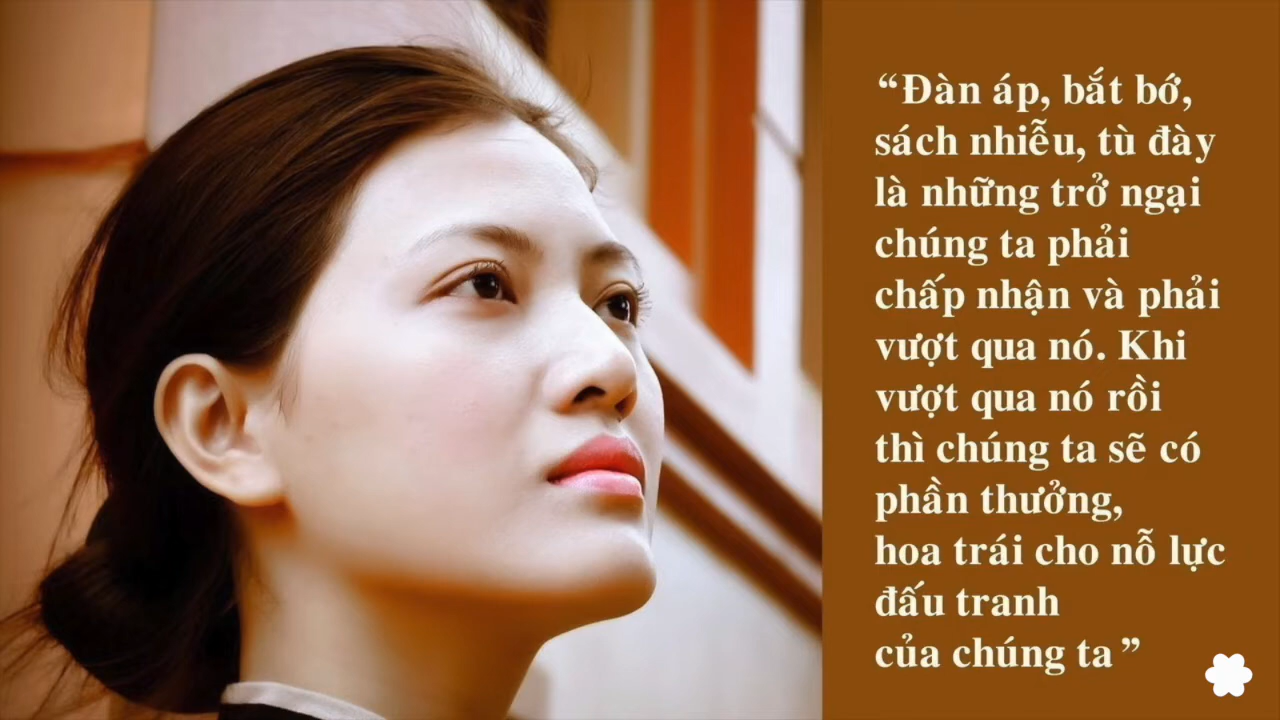 “Đàn áp, bắt bớ,
sách nhiễu, tù đày
là những trở ngại
chúng ta phải
chấp nhận và phải
vượt qua nó. Khi
vượt qua nó rồi
thì chúng ta sẽ có
phần thưởng,
hoa trái cho nỗ lực
đấu tranh
của chúng ta”